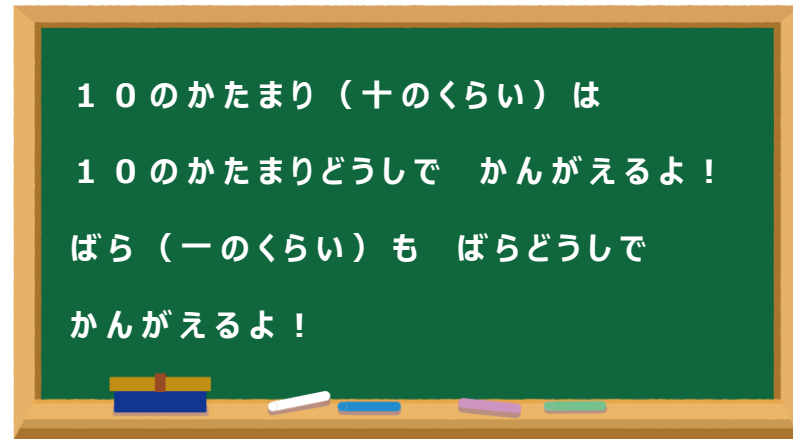 １０のかたまり（十のくらい）は
１０のかたまりどうしで　かんがえるよ！
ばら（一のくらい）も　ばらどうしで
かんがえるよ！